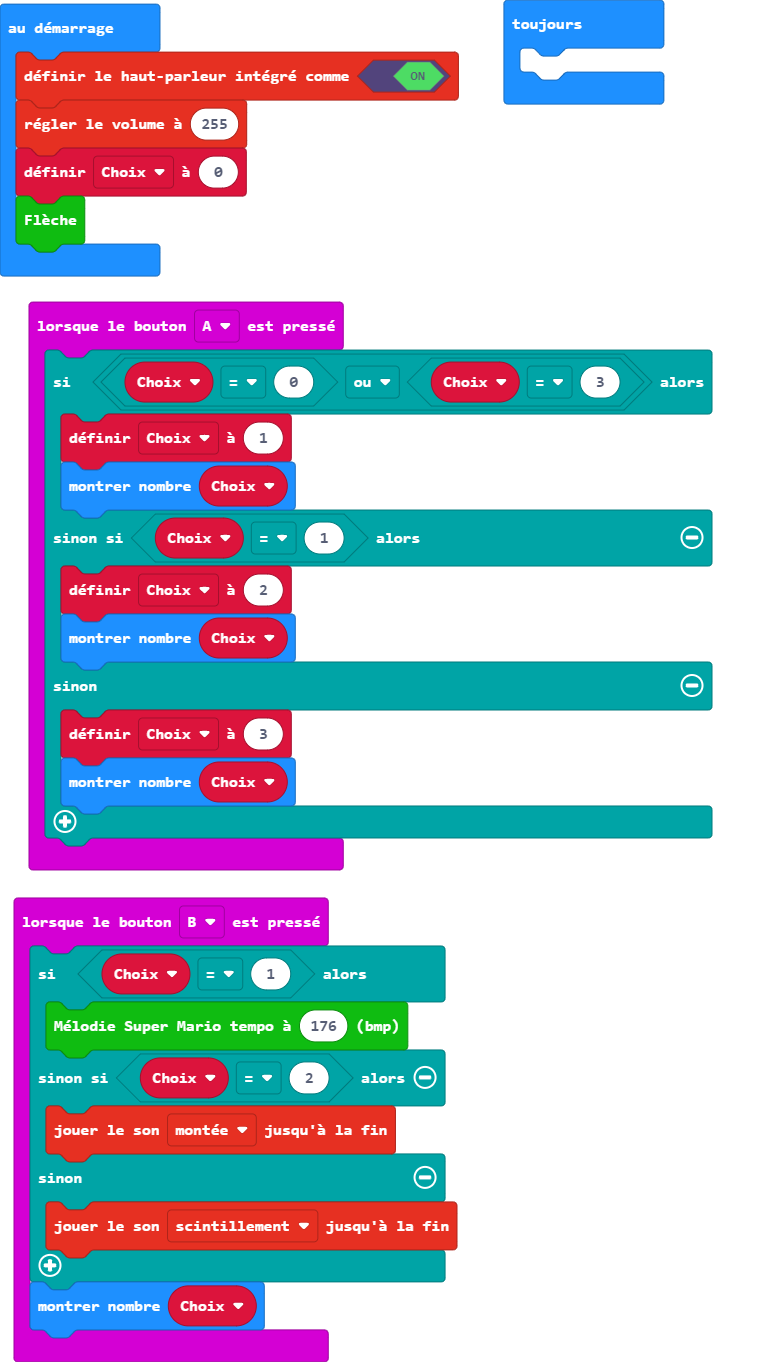 au démarrage
définir le haut-parleur intégré comme ON
régler le volume à 255
définir Choix à 0
Flèche
toujours
lorsque le bouton A est pressé
si Choix = 0 ou Choix = 3 alors
définir Choix à 1
montrer nombre Choix
sinon si Choix = 1 alors
définir Choix à 2
montrer nombre Choix
sinon
définir Choix à 3
montrer nombre Choix
lorsque le bouton B est pressé
si Choix = 1 alors
Mélodie Super Mario tempo à 176 (bmp)
sinon si Choix = 2 alors
jouer le son montée jusqu'à la fin
sinon
jouer le son scintillement jusqu'à la fin
montrer nombre Choix